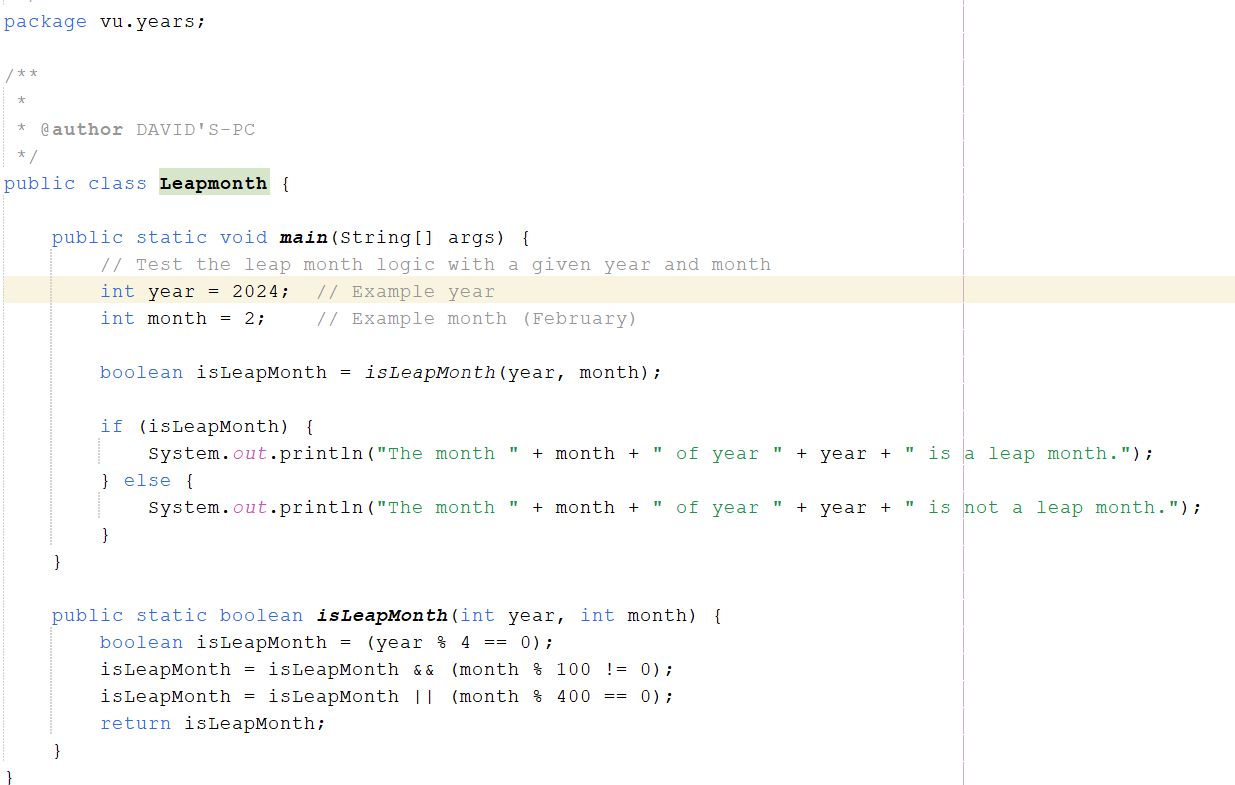 package vu.years;
/**
 *
 * @author DAVID'S-PC
 */
public class Leapmonth {
    public static void main(String[] args) {
        // Test the leap month logic with a given year and month
        int year = 2024;  // Example year
        int month = 2;    // Example month (February)
        boolean isLeapMonth = isLeapMonth(year, month);
        if (isLeapMonth) {
            System.out.println("The month " + month + " of year " + year + " is a leap month.");
        } else {
            System.out.println("The month " + month + " of year " + year + " is not a leap month.");
        }
    }
    public static boolean isLeapMonth(int year, int month) {
        boolean isLeapMonth = (year % 4 == 0);
        isLeapMonth = isLeapMonth && (month % 100 != 0);
        isLeapMonth = isLeapMonth || (month % 400 == 0);
        return isLeapMonth;
    }
}